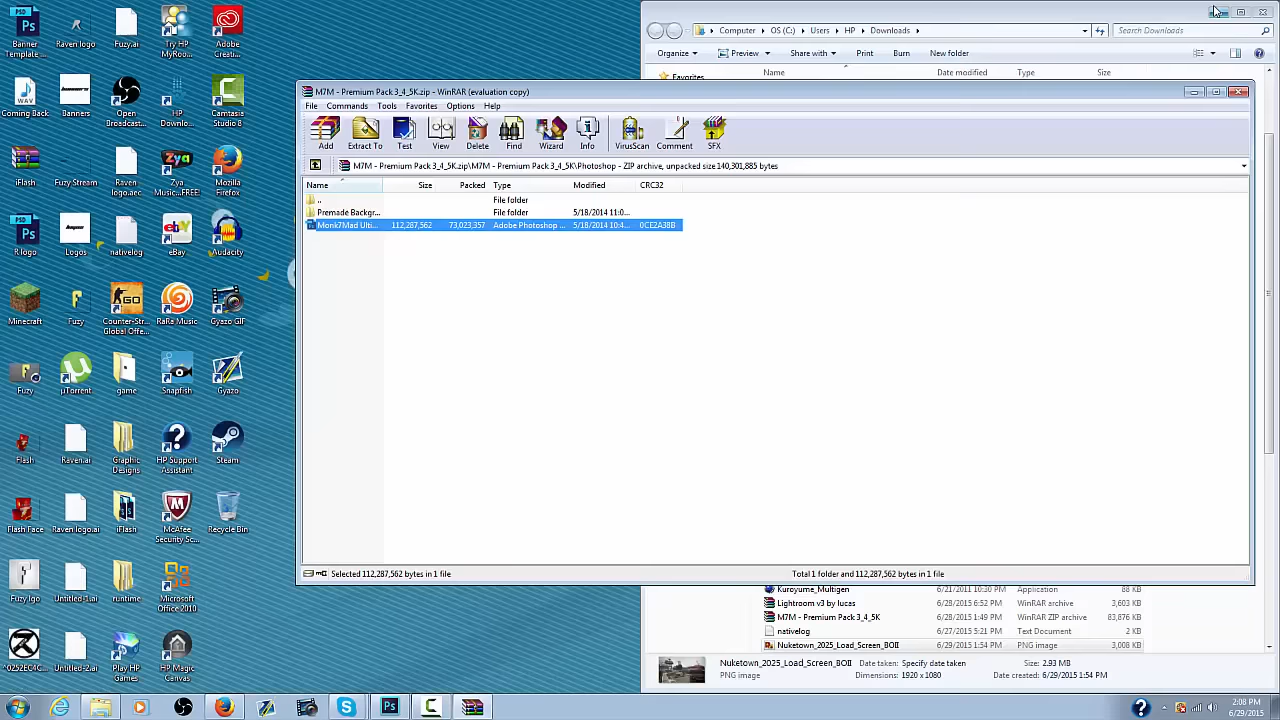 Banner
Template ...
Raven logo
Fuzy.ai
Try HP
MyRoo...
Adobe
Creati...
Coming Back
Banners
Open
Broadcast...
HP
Downlo...
Camtasia
Studio 8
iFlash
Fuzy Stream
Raven
logo.aec
Zya
Music...FREE!
Mozilla
Firefox
R logo
Logos
nativelog
eBay
Audacity
Minecraft
Fuzy
Counter-Str...
Global Offe...
RaRa Music
Gyazo GIF
Fuzy
µTorrent
game
Snapfish
Gyazo
Flash
Raven.ai
Graphic
Designs
HP Support
Assistant
Steam
Flash Face
Raven logo.ai
iFlash
McAfee
Security Sc...
Recycle Bin
Fuzy lgo
Untitled-1.ai
runtime
Microsoft
Office 2010
Untitled-2.ai
Play HP
Games
HP Magic
Canvas
Computer
OS (C:)
Users
HP
Downloads
Search Downloads
Organize
Preview
Share with
Print
Burn
New folder
Favorites
Name
Date modified
Type
Size
M7M - Premium Pack 3_4_5K.zip - WinRAR (evaluation copy)
File Commands Tools Favorites Options Help
Add
Extract To
Test
View
Delete
Find
Wizard
Info
VirusScan
Comment
SFX
M7M - Premium Pack 3_4_5K.zip\M7M - Premium Pack 3_4_5K\Photoshop - ZIP archive, unpacked size 140,301,885 bytes
Name Size Packed Type Modified CRC32
.. File folder
Premade Backgr... File folder 5/18/2014 11:0...
Monk7Mad Ulti... 112,287,562 73,023,357 Adobe Photoshop ... 5/18/2014 10:4... 0CE2A38B
Selected 112,287,562 bytes in 1 file
Total 1 folder and 112,287,562 bytes in 1 file
Kuroyume_Multigen 6/21/2011 10:30 PM Application 88 KB
Lightroom v3 by lucas 6/28/2015 6:52 PM WinRAR archive 3,603 KB
M7M - Premium Pack 3_4_5K 6/28/2015 1:49 PM WinRAR ZIP archive 83,876 KB
nativelog 6/27/2015 5:21 PM Text Document 2 KB
Nuketown_2025_Load_Screen_BOII 6/29/2015 1:54 PM PNG image 3,008 KB
Nuketown_2025_Load_Screen_BOII Date taken: Specify date taken Size: 2.93 MB
PNG image Dimensions: 1920 x 1080 Date created: 6/29/2015 1:54 PM
2:08 PM
6/29/2015